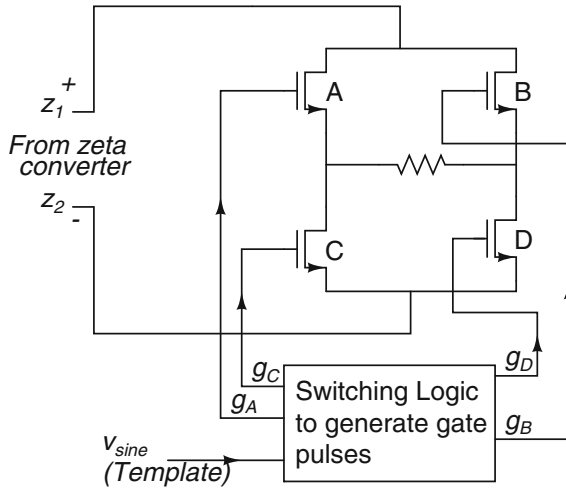 A
B
+
z1
From zeta
converter
z2
-
C
D
gC
gD
gA
gB
Switching Logic
to generate gate
pulses
vsine
(Template)